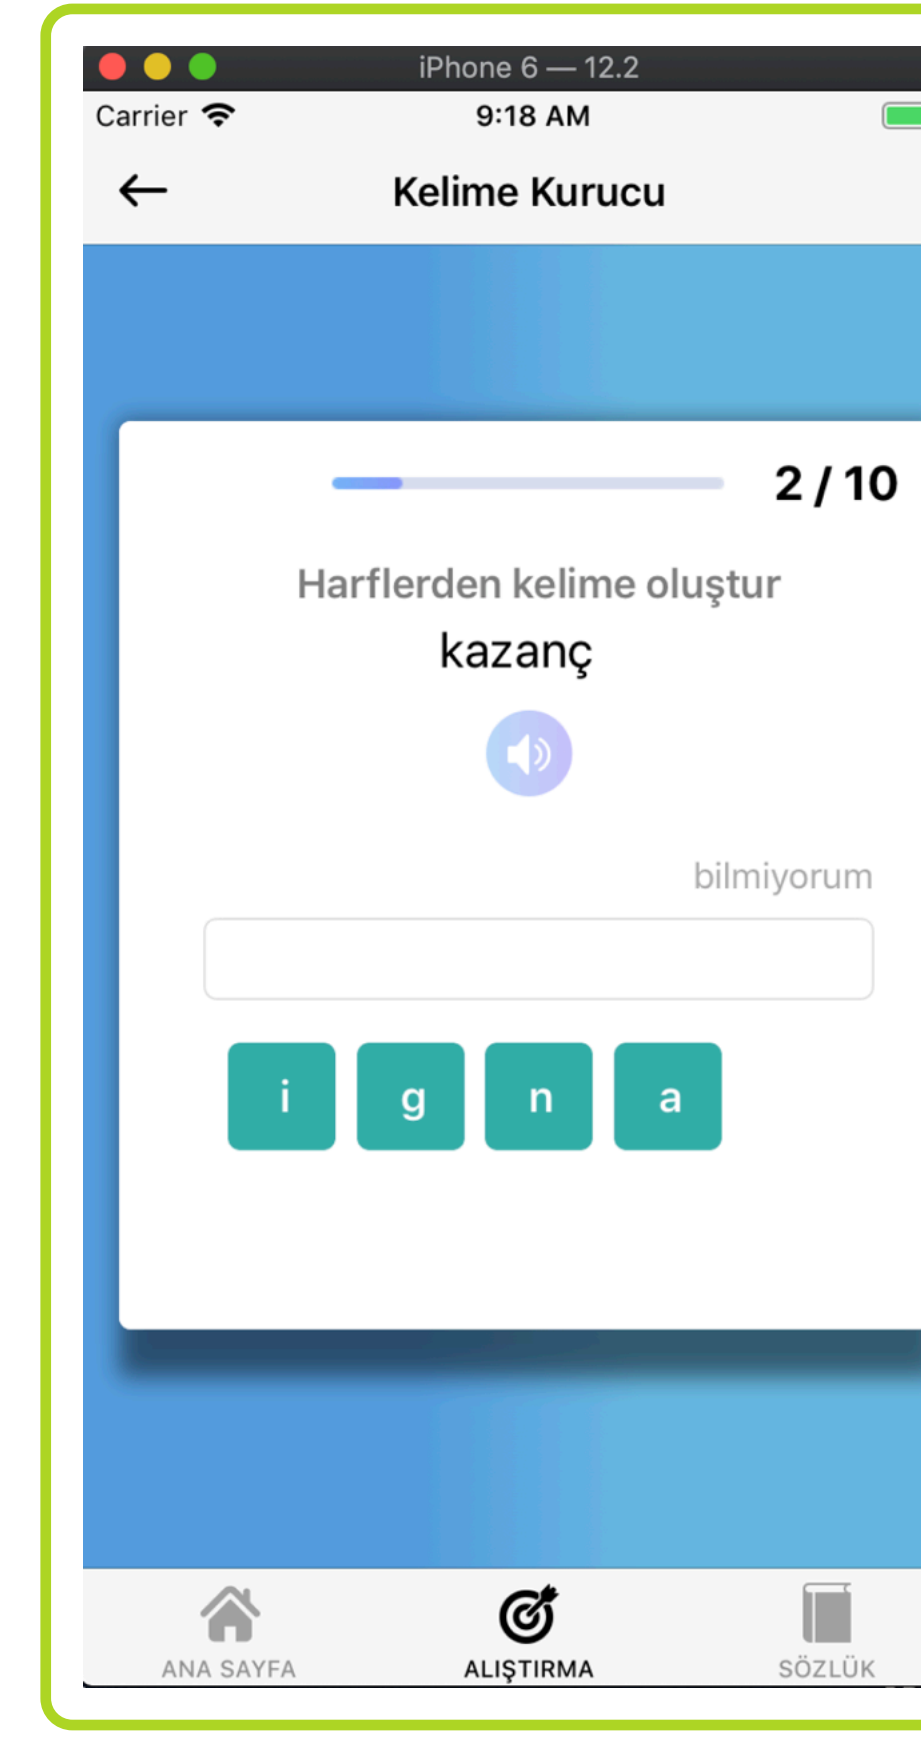 iPhone 6 — 12.2
Carrier 9:18 AM
Kelime Kurucu
2 / 10
Harflerden kelime oluştur
kazanç
bilmiyorum
i g n a
ANA SAYFA ALIŞTIRMA SÖZLÜK